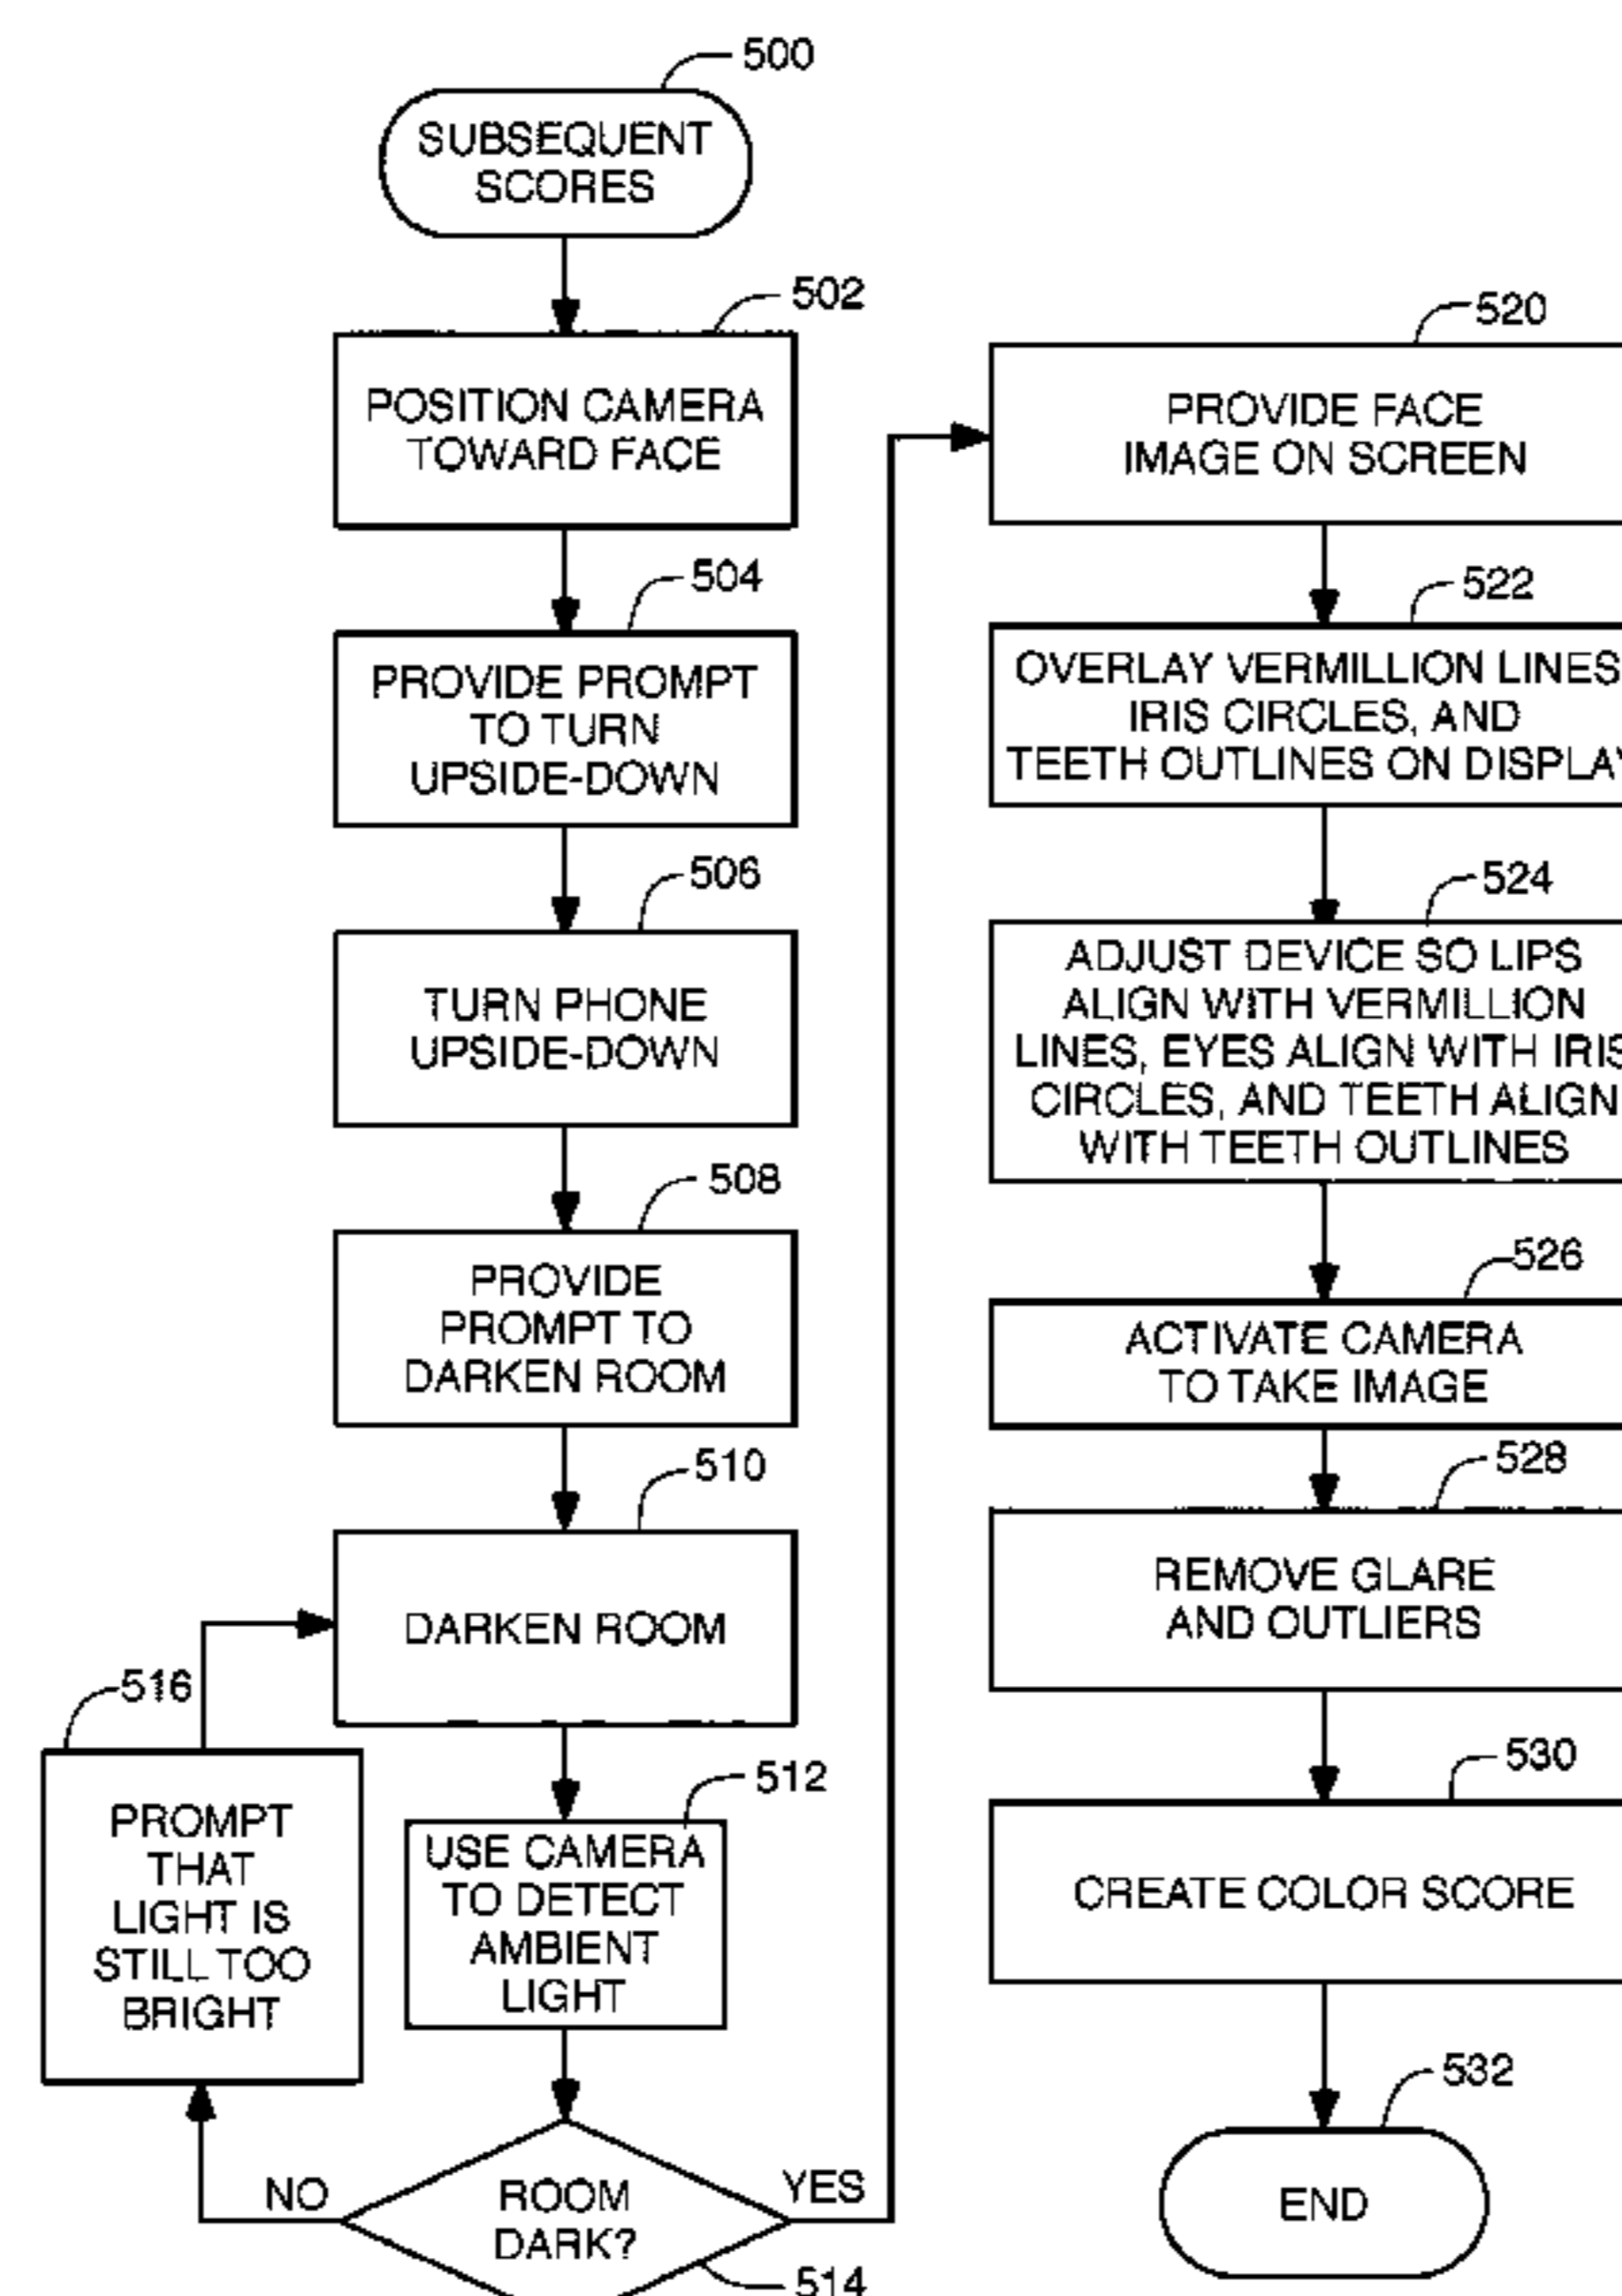 500
SUBSEQUENT
SCORES
502
POSITION CAMERA
TOWARD FACE
504
PROVIDE PROMPT
TO TURN
UPSIDE-DOWN
506
TURN PHONE
UPSIDE-DOWN
508
PROVIDE
PROMPT TO
DARKEN ROOM
510
DARKEN ROOM
516
PROMPT
THAT
LIGHT IS
STILL TOO
BRIGHT
512
USE CAMERA
TO DETECT
AMBIENT
LIGHT
NO
ROOM
DARK?
YES
514
520
PROVIDE FACE
IMAGE ON SCREEN
522
OVERLAY VERMILLION LINES
IRIS CIRCLES, AND
TEETH OUTLINES ON DISPLAY
524
ADJUST DEVICE SO LIPS
ALIGN WITH VERMILLION
LINES, EYES ALIGN WITH IRIS
CIRCLES, AND TEETH ALIGN
WITH TEETH OUTLINES
526
ACTIVATE CAMERA
TO TAKE IMAGE
528
REMOVE GLARE
AND OUTLIERS
530
CREATE COLOR SCORE
532
END